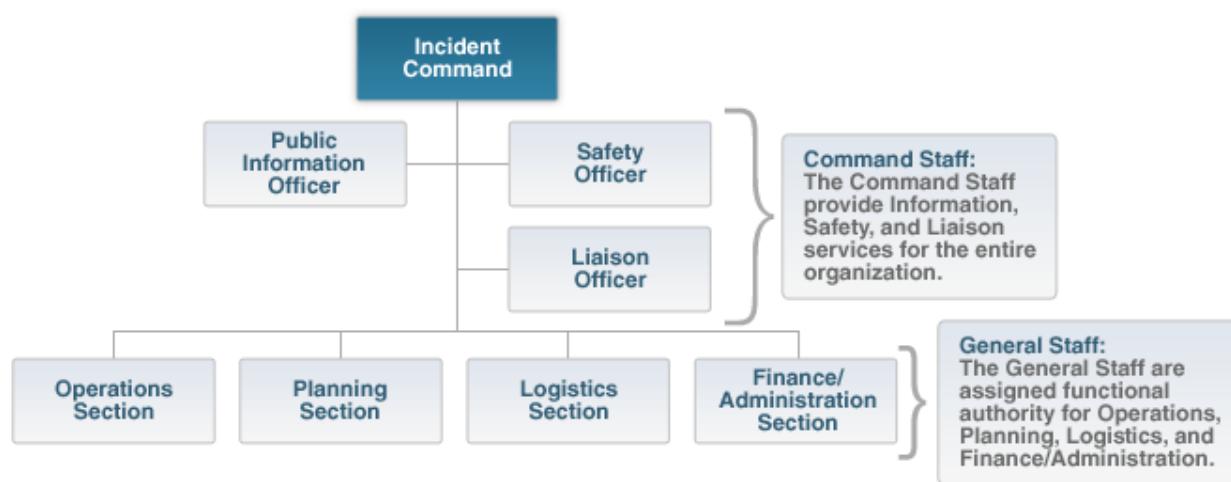 Incident
Command
Public
Information
Officer
Safety
Officer
Liaison
Officer
Command Staff:
The Command Staff
provide Information,
Safety, and Liaison
services for the entire
organization.
Operations
Section
Planning
Section
Logistics
Section
Finance/
Administration
Section
General Staff:
The General Staff are
assigned functional
authority for Operations,
Planning, Logistics, and
Finance/Administration.